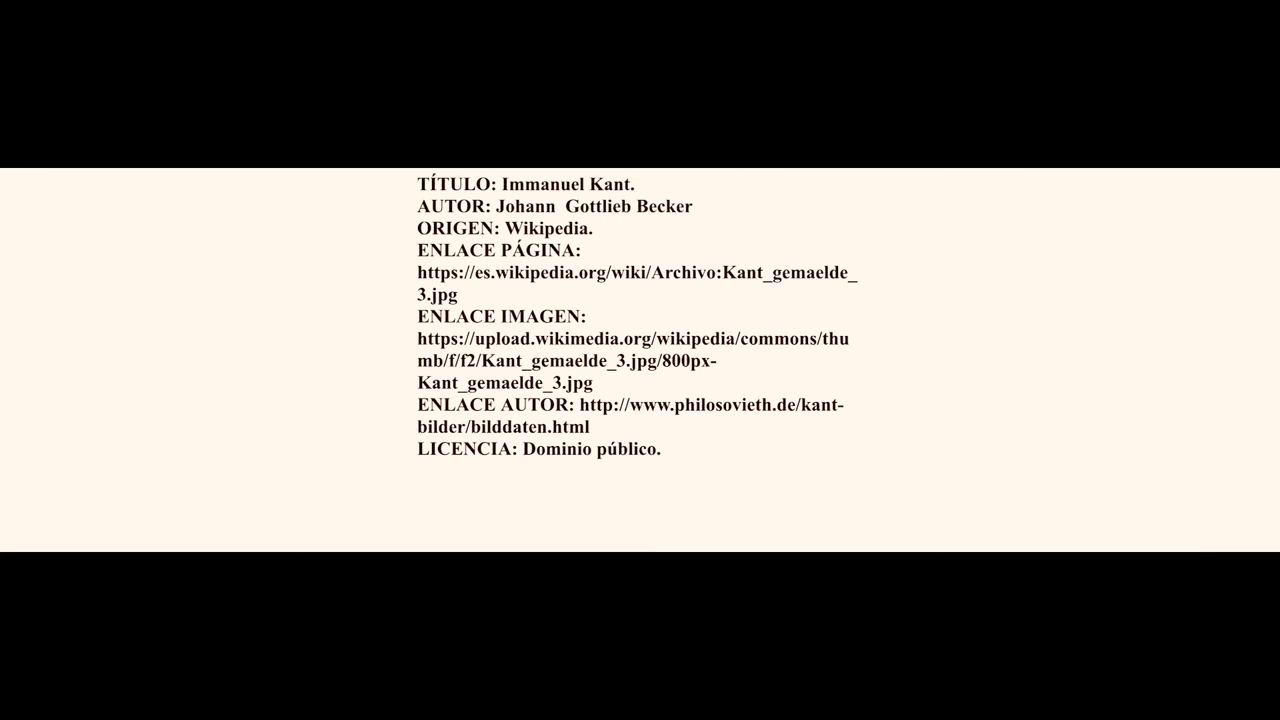 TÍTULO: Immanuel Kant.
AUTOR: Johann  Gottlieb Becker
ORIGEN: Wikipedia.
ENLACE PÁGINA:
https://es.wikipedia.org/wiki/Archivo:Kant_gemaelde_
3.jpg
ENLACE IMAGEN:
https://upload.wikimedia.org/wikipedia/commons/thu
mb/f/f2/Kant_gemaelde_3.jpg/800px-
Kant_gemaelde_3.jpg
ENLACE AUTOR: http://www.philosovieth.de/kant-
bilder/bilddaten.html
LICENCIA: Dominio público.